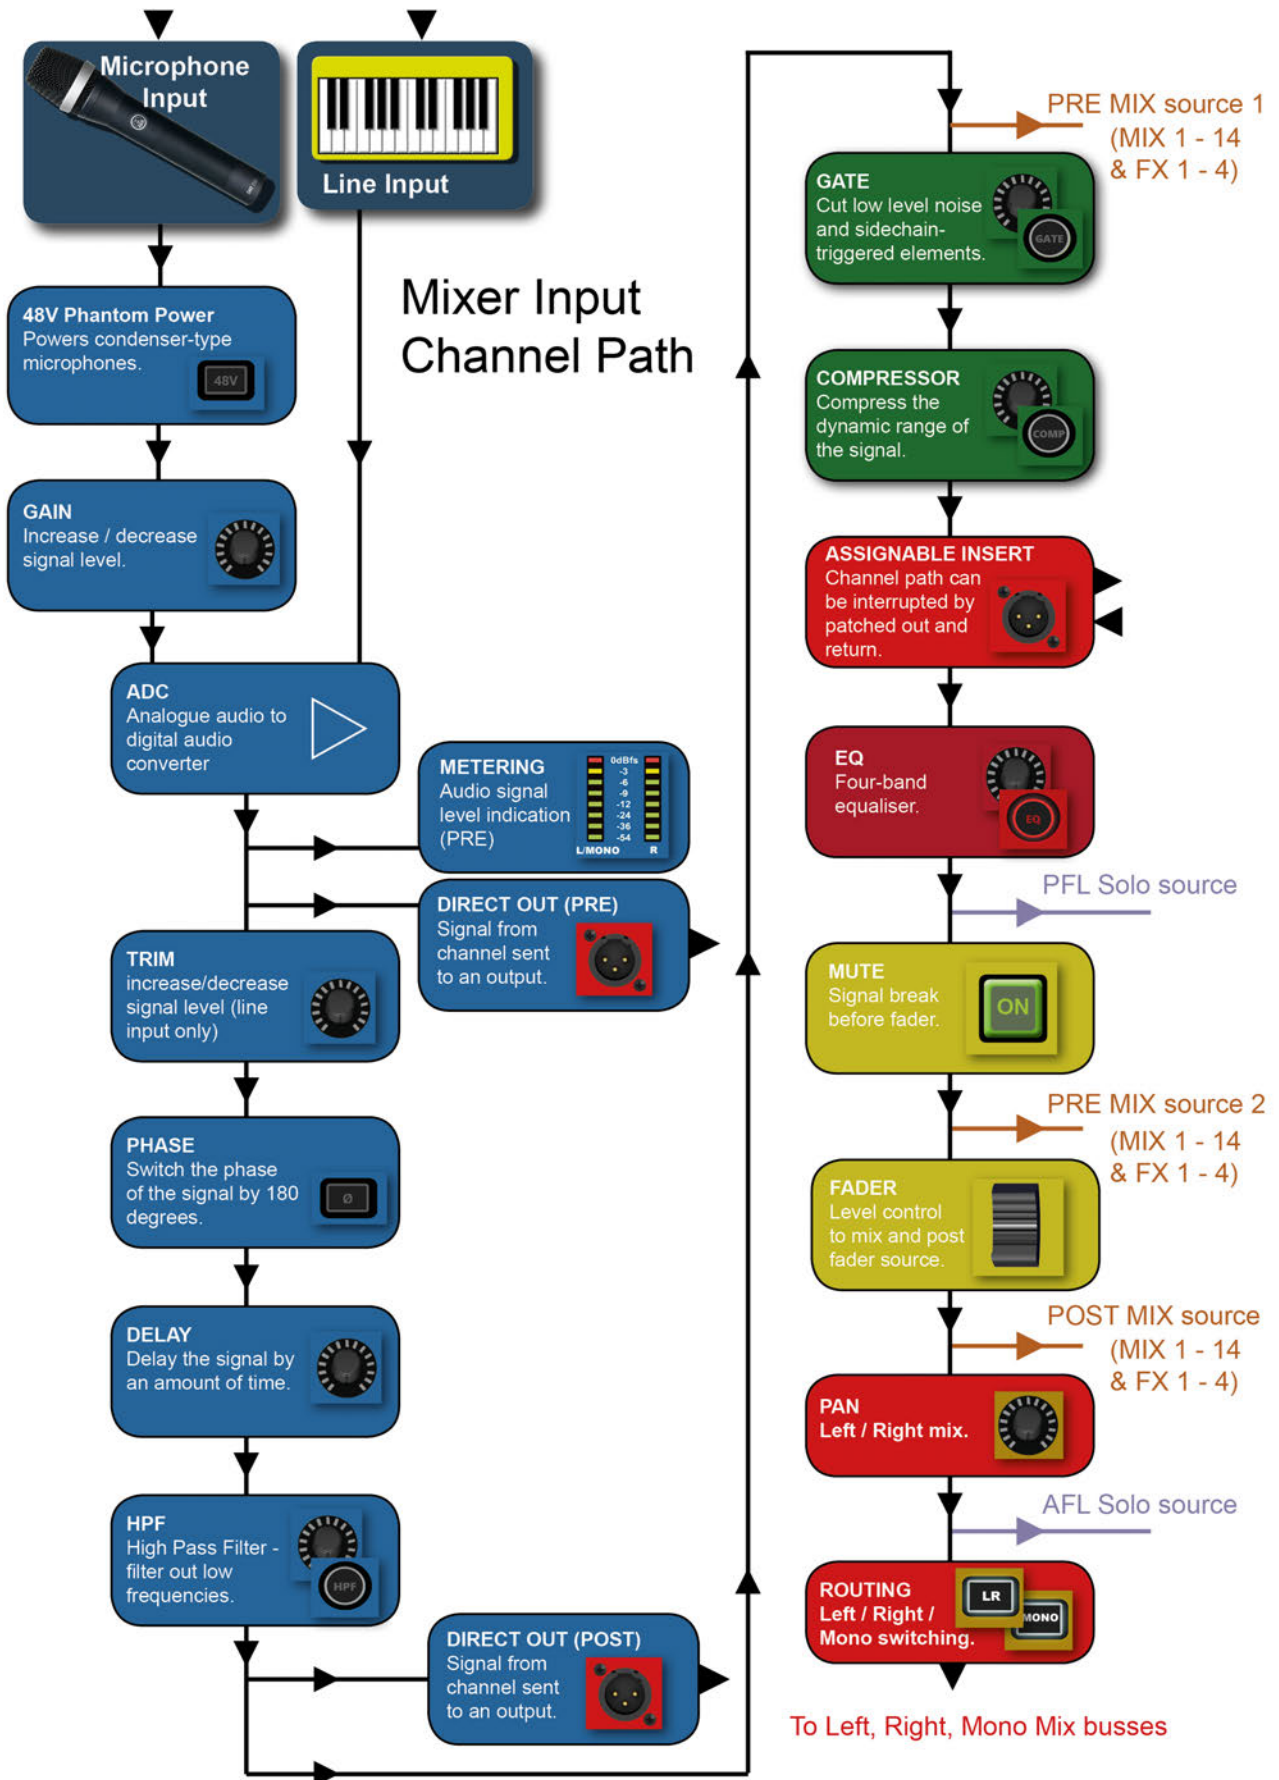 Microphone
Input
Line Input
Mixer Input
Channel Path
48V Phantom Power
Powers condenser-type
microphones.
48V
GAIN
Increase / decrease
signal level.
ADC
Analogue audio to
digital audio
converter
METERING
Audio signal
level indication
(PRE)
0dBfs
-3
-6
-9
-12
-24
-36
-54
L/MONO R
DIRECT OUT (PRE)
Signal from
channel sent
to an output.
TRIM
increase/decrease
signal level (line
input only)
PHASE
Switch the phase
of the signal by 180
degrees.
Ø
DELAY
Delay the signal by
an amount of time.
HPF
High Pass Filter -
filter out low
frequencies.
HPF
DIRECT OUT (POST)
Signal from
channel sent
to an output.
PRE MIX source 1
(MIX 1 - 14
& FX 1 - 4)
GATE
Cut low level noise
and sidechain-
triggered elements.
GATE
COMPRESSOR
Compress the
dynamic range of
the signal.
COMP
ASSIGNABLE INSERT
Channel path can
be interrupted by
patched out and
return.
EQ
Four-band
equaliser.
EQ
PFL Solo source
MUTE
Signal break
before fader.
ON
PRE MIX source 2
(MIX 1 - 14
& FX 1 - 4)
FADER
Level control
to mix and post
fader source.
POST MIX source
(MIX 1 - 14
& FX 1 - 4)
PAN
Left / Right mix.
AFL Solo source
ROUTING
Left / Right /
Mono switching.
LR
MONO
To Left, Right, Mono Mix busses